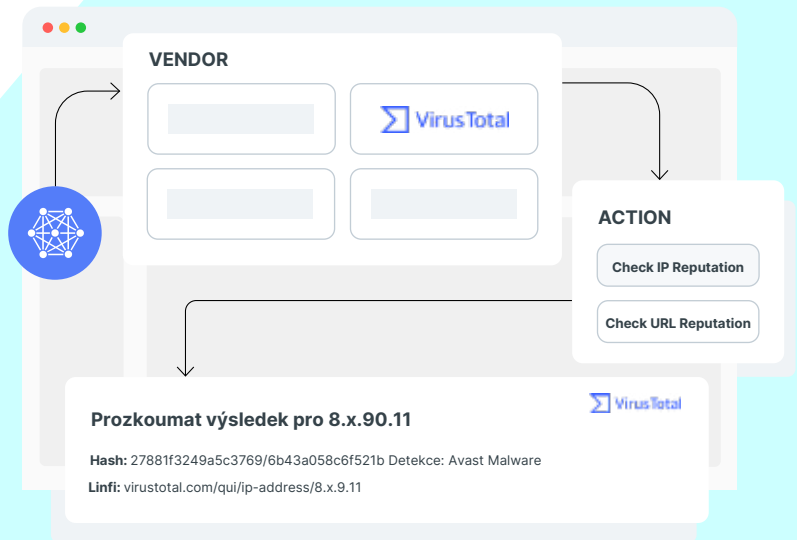 VENDOR
VirusTotal
ACTION
Check IP Reputation
Check URL Reputation
VirusTotal
Prozkoumat výsledek pro 8.x.90.11
Hash: 27881f3249a5c3769/6b43a058c6f521b Detekce: Avast Malware
Linfi: virustotal.com/qui/ip-address/8.x.9.11